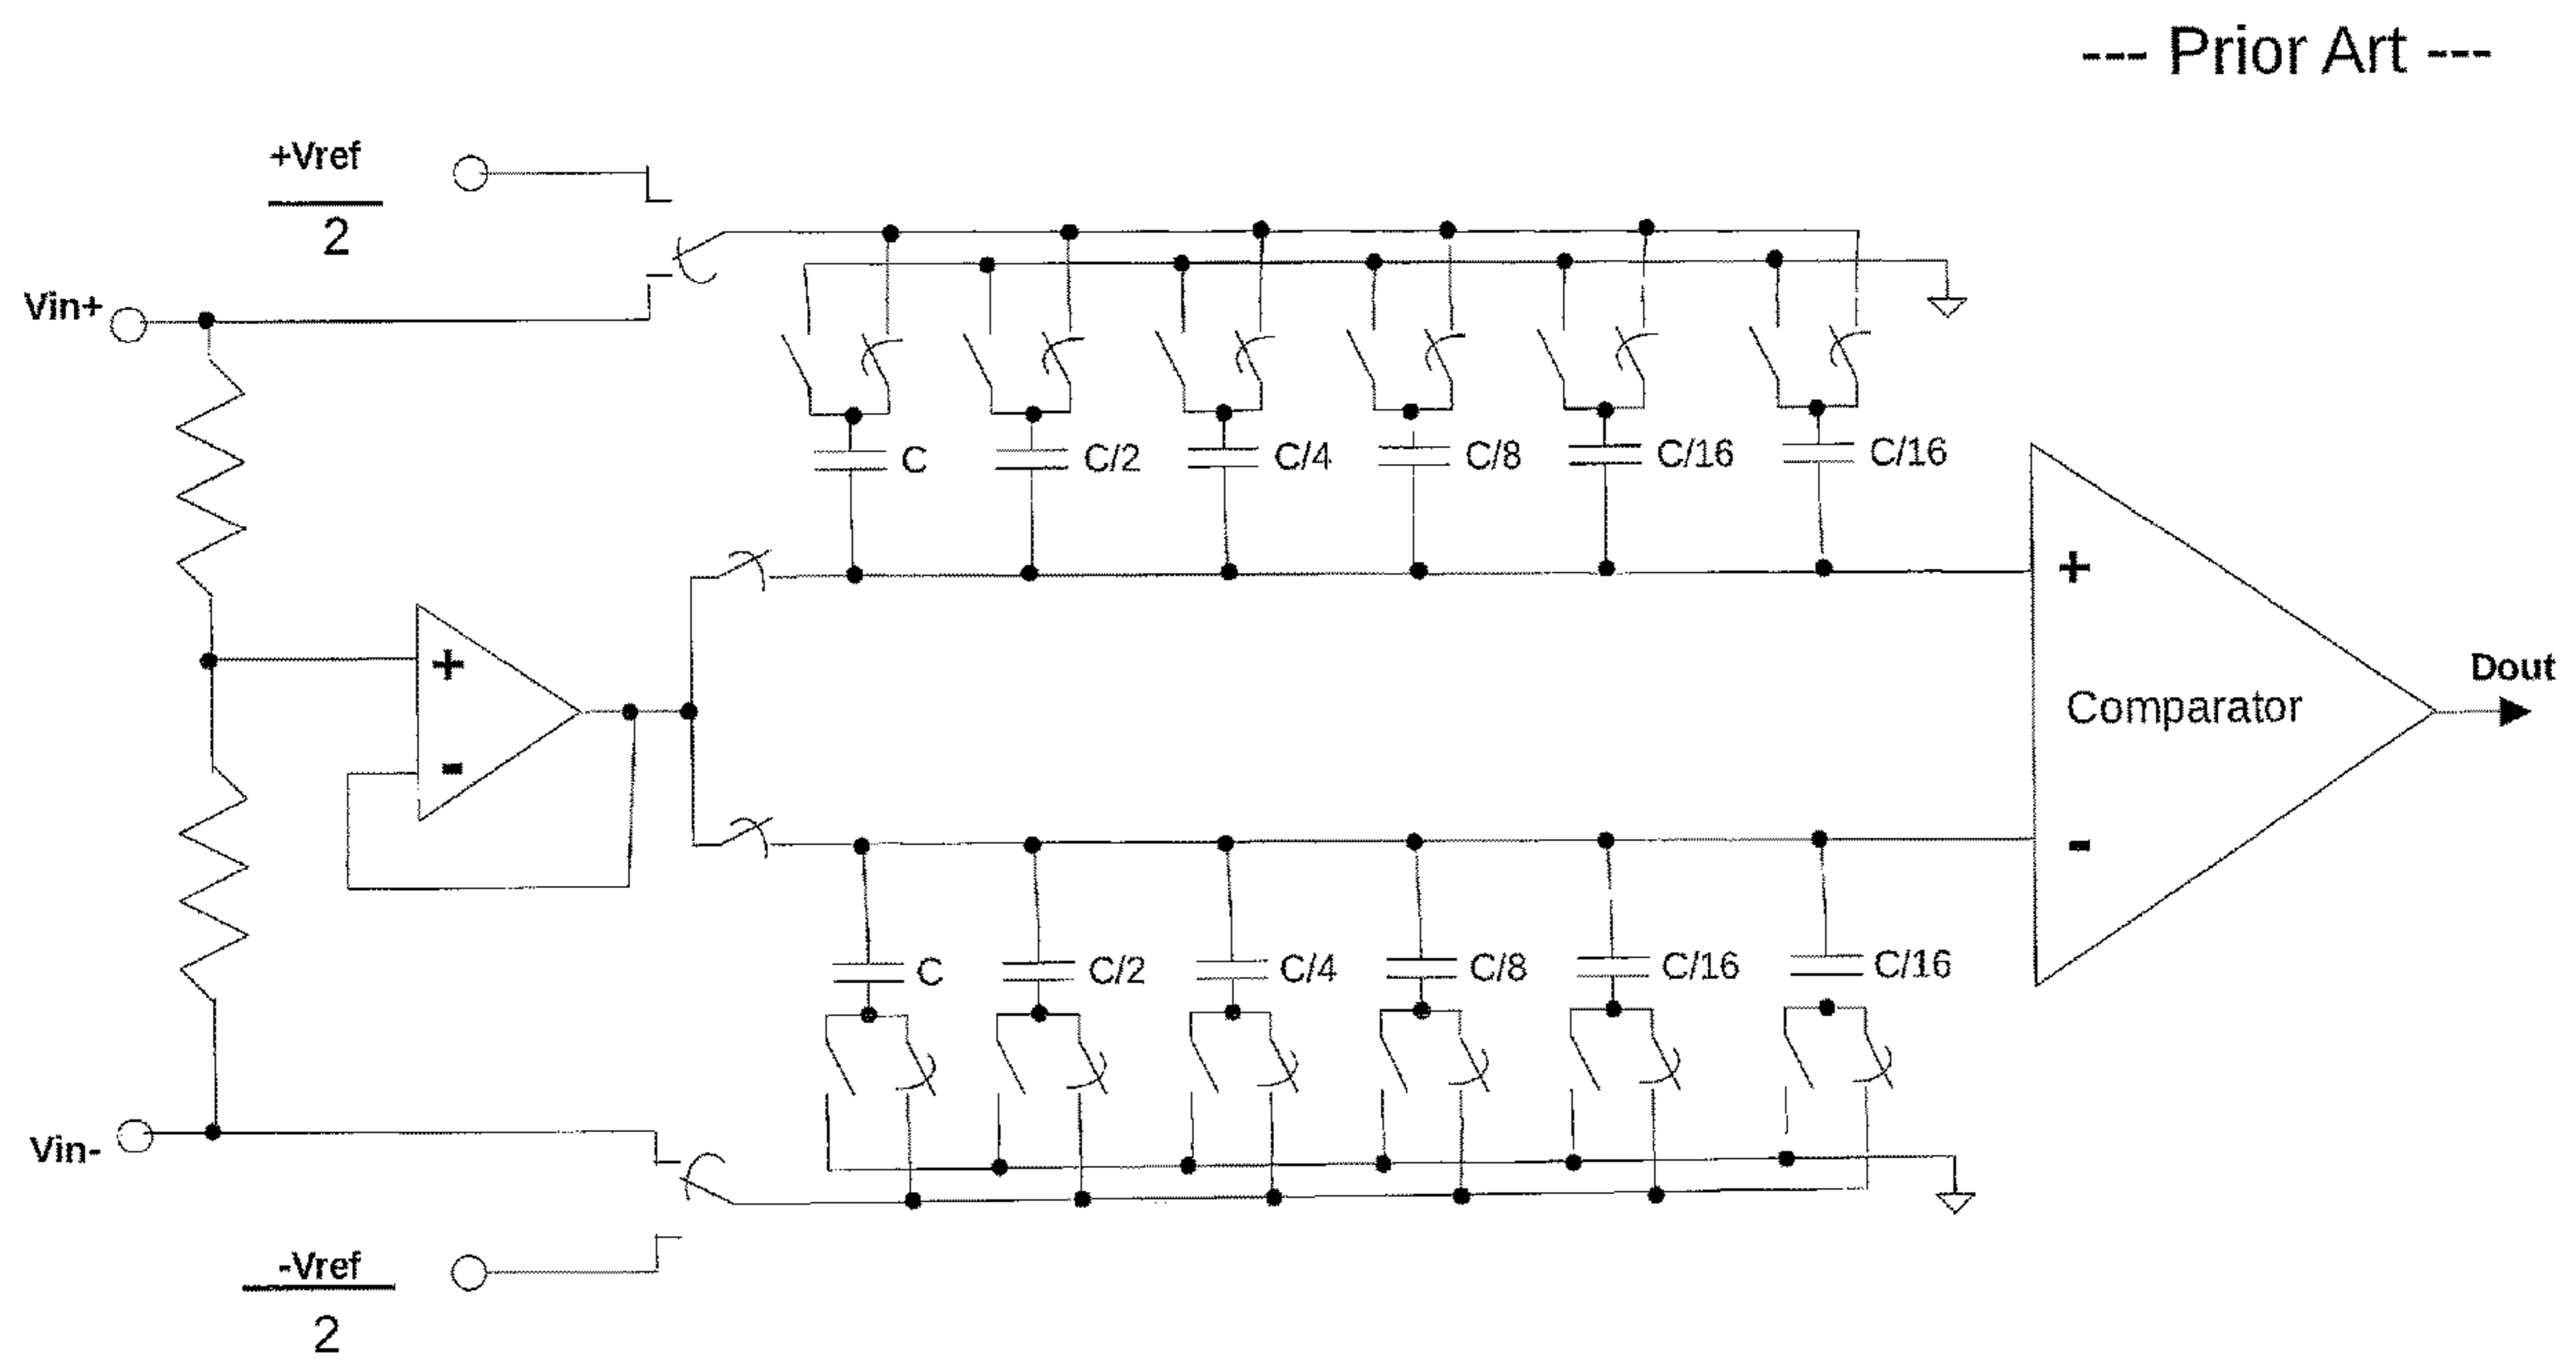 --- Prior Art ---
+Vref
2
Vin+
C
C/2
C/4
C/8
C/16
C/16
+
+
Comparator
Dout
-
-
C
C/2
C/4
C/8
C/16
C/16
Vin-
-Vref
2